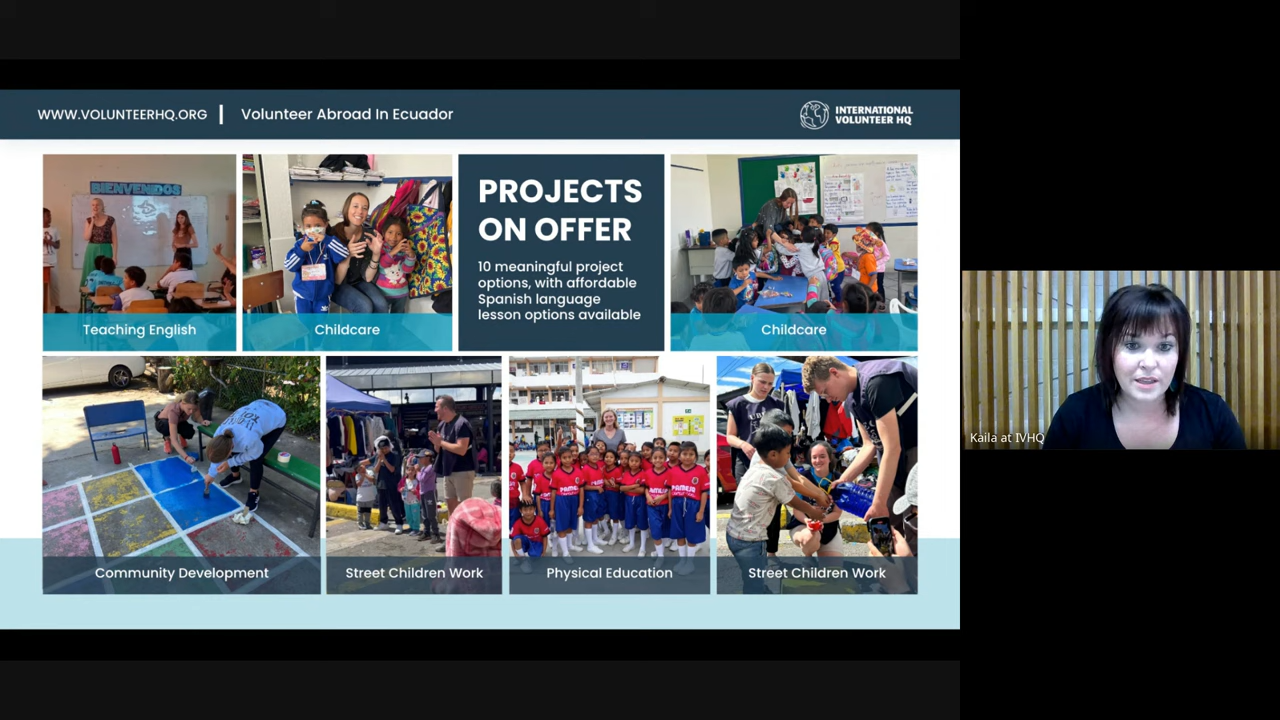 WWW.VOLUNTEERHQ.ORG | Volunteer Abroad In Ecuador
INTERNATIONAL
VOLUNTEER HQ
BIENVENIDOS
PROJECTS
ON OFFER
10 meaningful project
options, with affordable
Spanish language
lesson options available
Teaching English
Childcare
Childcare
PAMEJA
Community Development
Street Children Work
Physical Education
Street Children Work
Kaila at IVHQ